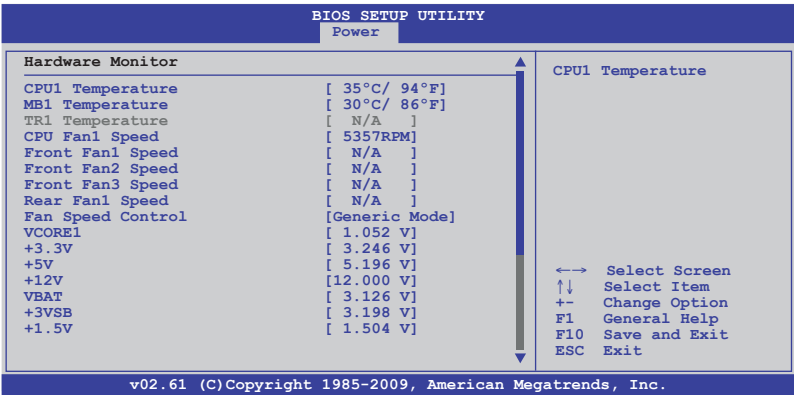 BIOS SETUP UTILITY
Power
Hardware Monitor
CPU1 Temperature [ 35°C/ 94°F]
MB1 Temperature [ 30°C/ 86°F]
TR1 Temperature [ N/A ]
CPU Fan1 Speed [ 5357RPM]
Front Fan1 Speed [ N/A ]
Front Fan2 Speed [ N/A ]
Front Fan3 Speed [ N/A ]
Rear Fan1 Speed [ N/A ]
Fan Speed Control [Generic Mode]
VCORE1 [ 1.052 V]
+3.3V [ 3.246 V]
+5V [ 5.196 V]
+12V [12.000 V]
VBAT [ 3.126 V]
+3VSB [ 3.198 V]
+1.5V [ 1.504 V]
CPU1 Temperature
←→ Select Screen
↑↓ Select Item
+- Change Option
F1 General Help
F10 Save and Exit
ESC Exit
v02.61 (C)Copyright 1985-2009, American Megatrends, Inc.